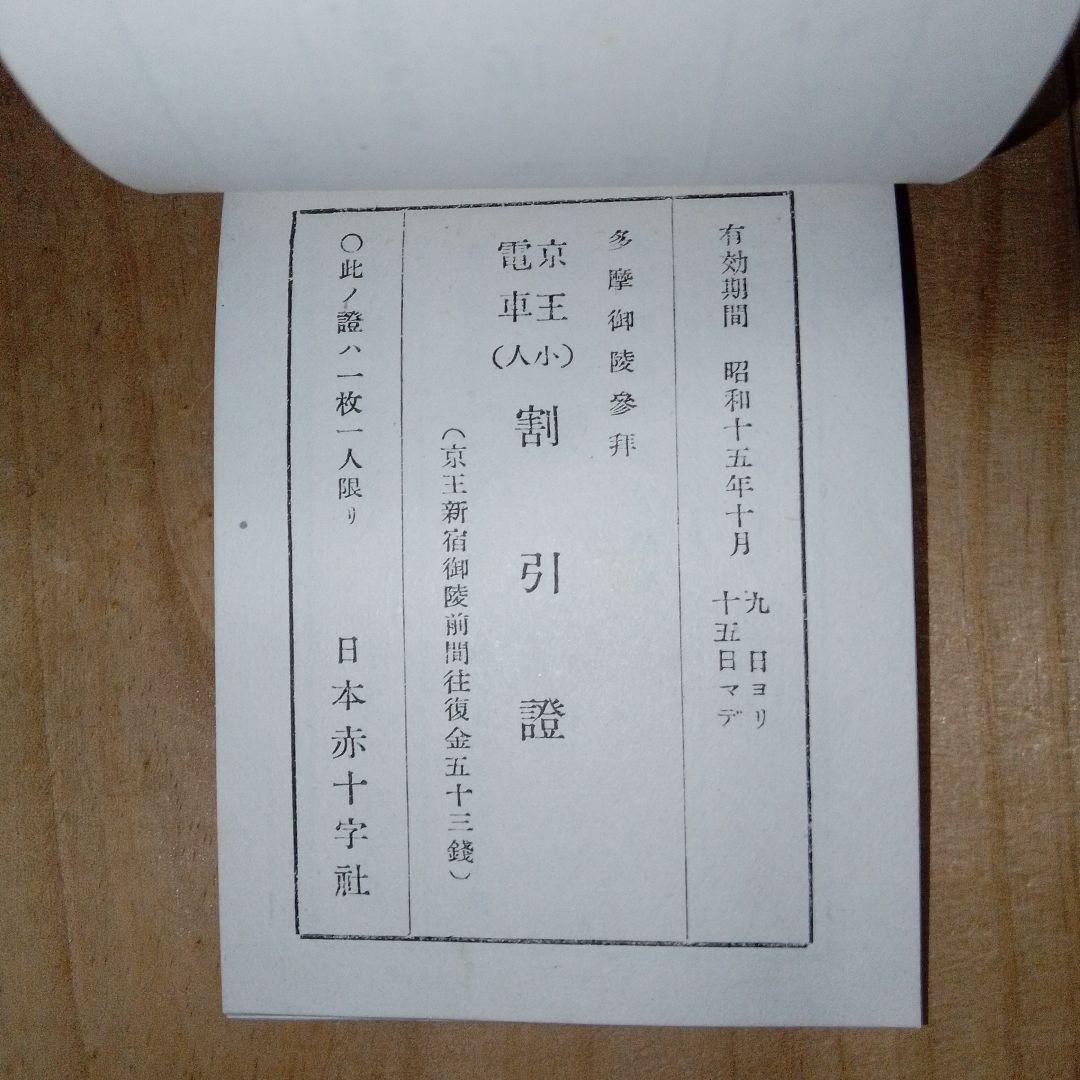 有効期間 昭和十五年十月 九日ヨリ
十五日マデ
多摩御陵參拜
京王
電車
(小人)
割引證
(京王新宿御陵前間往復金五十三錢)
○此ノ證ハ一枚一人限リ 日本赤十字社